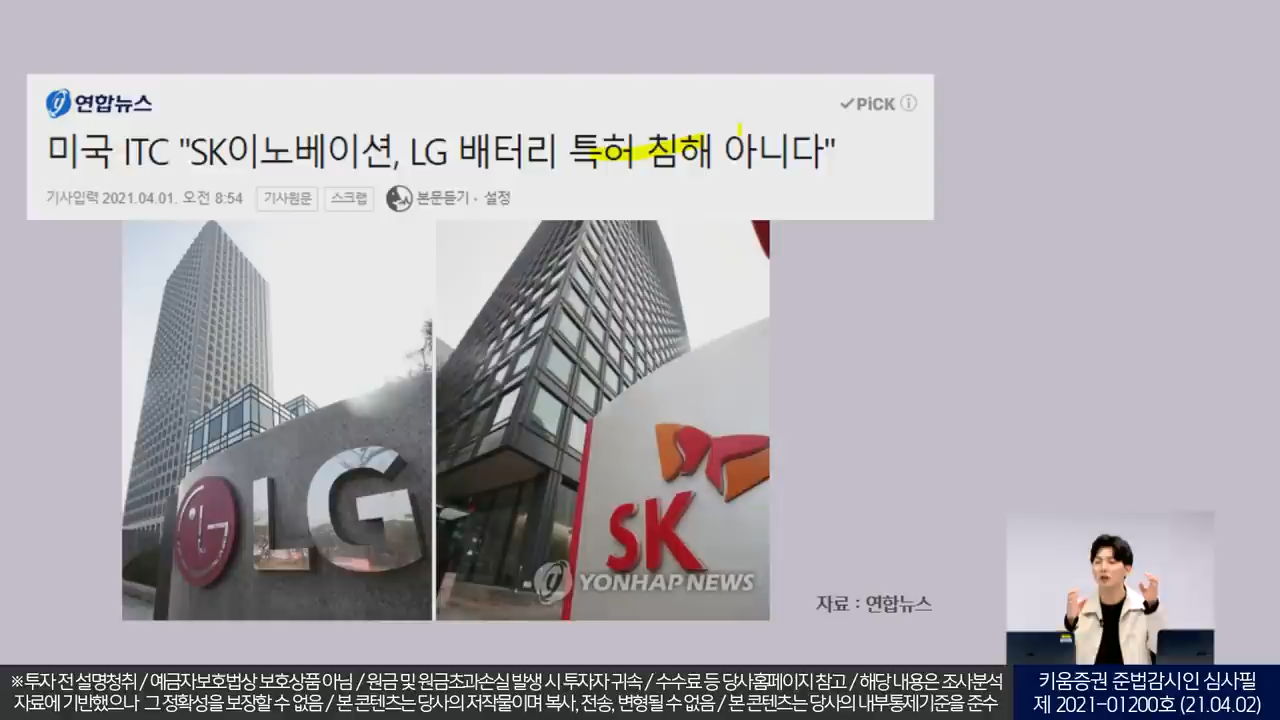 연합뉴스
✓PiCK ⓘ
미국 ITC "SK이노베이션, LG 배터리 특허 침해 아니다"
기사입력 2021.04.01. 오전 8:54 기사원문 스크랩 본문듣기 · 설정
LG
SK
YONHAP NEWS
자료 : 연합뉴스
※투자 전 설명청취 / 예금자보호법상 보호상품 아님 / 원금 및 원금초과손실 발생 시 투자자 귀속 / 수수료 등 당사홈페이지 참고 / 해당 내용은 조사분석
자료에 기반했으나 그 정확성을 보장할 수 없음 / 본 콘텐츠는 당사의 저작물이며 복사, 전송, 변형될 수 없음 / 본 콘텐츠는 당사의 내부통제기준을 준수
키움증권 준법감시인 심사필
제 2021-01200호 (21.04.02)